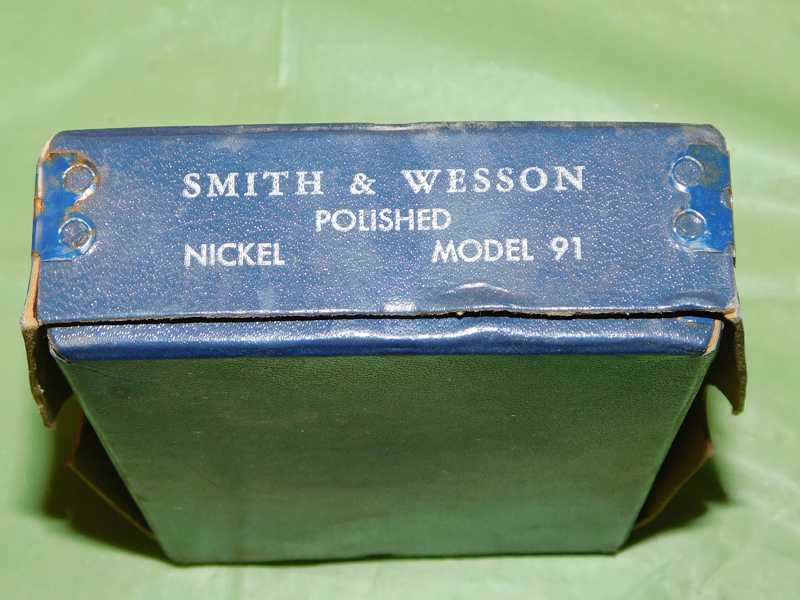 SMITH & WESSON
POLISHED
NICKEL MODEL 91